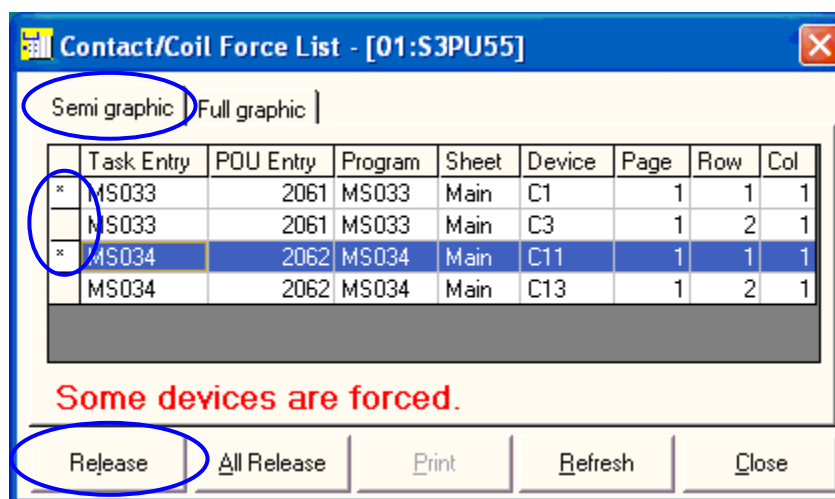 Contact/Coil Force List - [01:S3PU55]
Semi graphic Full graphic
Task Entry POU Entry Program Sheet Device Page Row Col
* MS033 2061 MS033 Main C1 1 1 1
MS033 2061 MS033 Main C3 1 2 1
* MS034 2062 MS034 Main C11 1 1 1
MS034 2062 MS034 Main C13 1 2 1
Some devices are forced.
Release All Release Print Refresh Close